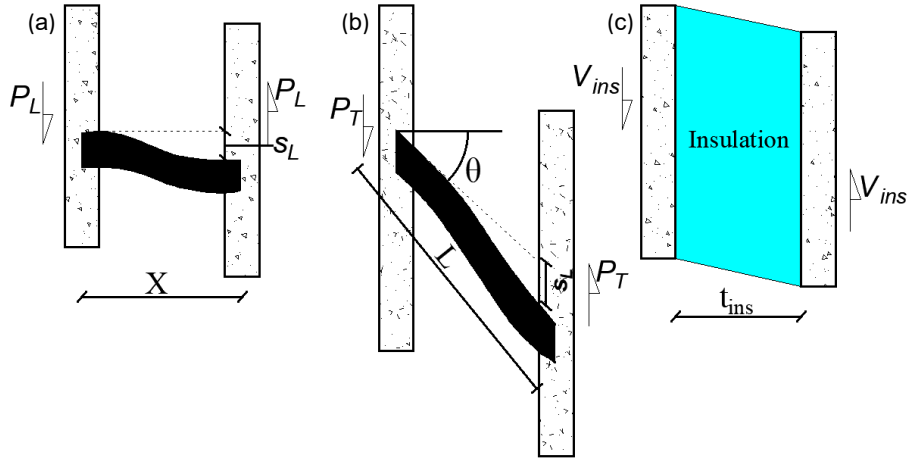 (a)
P_L
P_L
s_L
X
(b)
P_T
θ
L
s_L
P_T
(c)
V_ins
Insulation
V_ins
t_ins